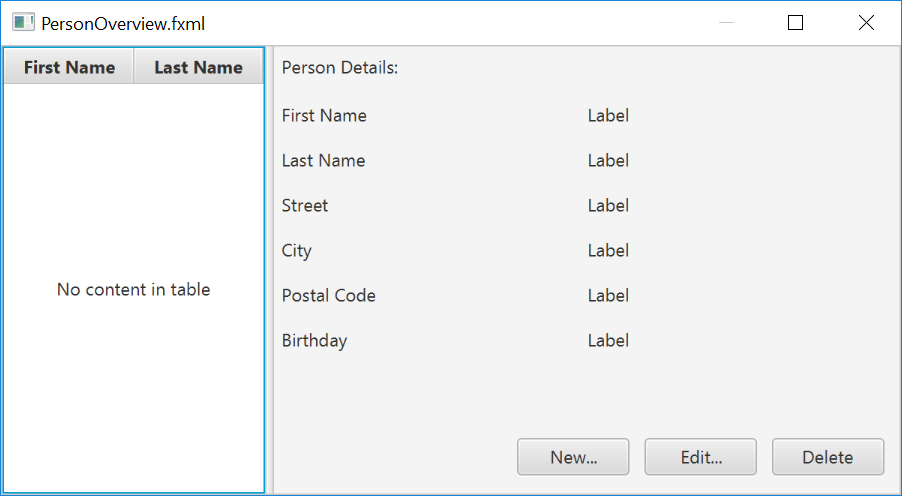 PersonOverview.fxml
First Name Last Name
No content in table
Person Details:
First Name Label
Last Name Label
Street Label
City Label
Postal Code Label
Birthday Label
New... Edit... Delete